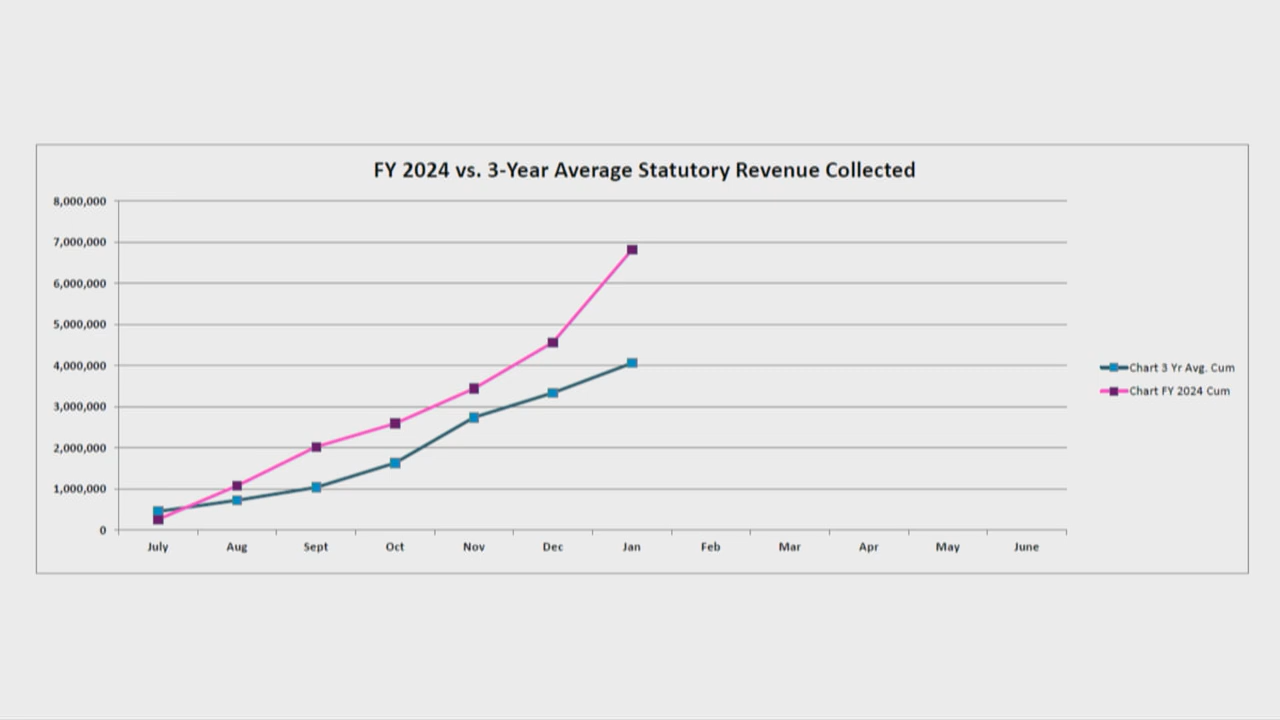 FY 2024 vs. 3-Year Average Statutory Revenue Collected
8,000,000
7,000,000
6,000,000
5,000,000
4,000,000
3,000,000
2,000,000
1,000,000
0
July Aug Sept Oct Nov Dec Jan Feb Mar Apr May June
Chart 3 Yr Avg. Cum
Chart FY 2024 Cum